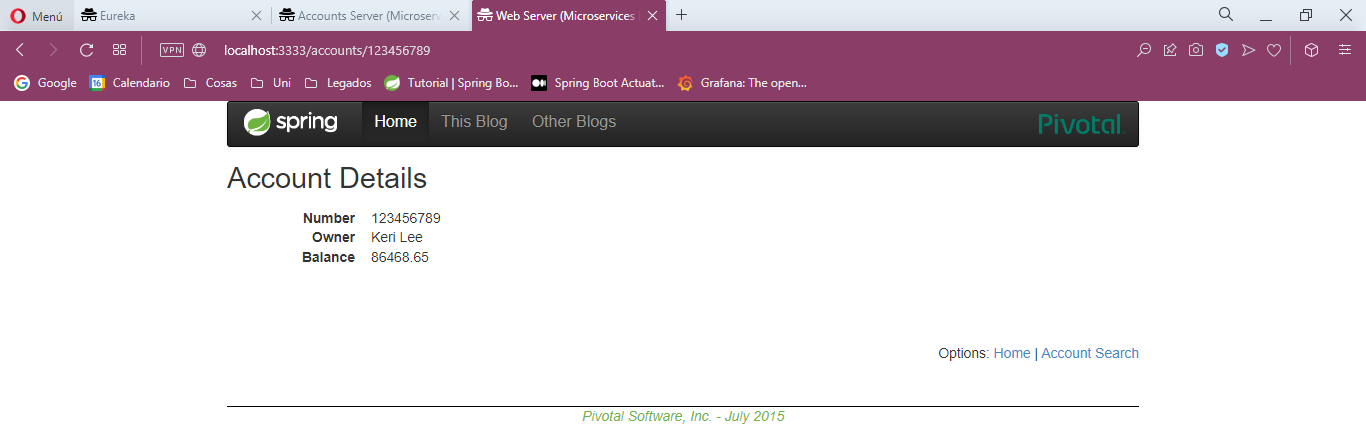 Menú Eureka Accounts Server (Microserv Web Server (Microservices
VPN localhost:3333/accounts/123456789
Google 16 Calendario Cosas Uni Legados Tutorial | Spring Bo... Spring Boot Actuat... Grafana: The open...
spring Home This Blog Other Blogs Pivotal
Account Details
Number 123456789
Owner Keri Lee
Balance 86468.65
Options: Home | Account Search
Pivotal Software, Inc. - July 2015